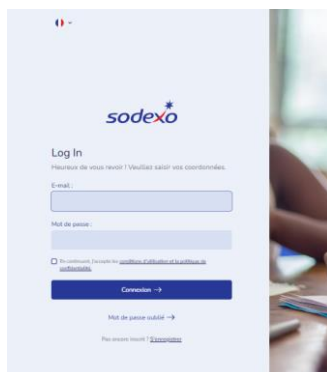 sodexo
Log In
Heureux de vous revoir ! Veuillez saisir vos coordonnées.
E-mail :
Mot de passe :
En continuant, j'accepte les conditions d'utilisation et la politique de
confidentialité.
Connexion →
Mot de passe oublié →
Pas encore inscrit ? S'enregistrer